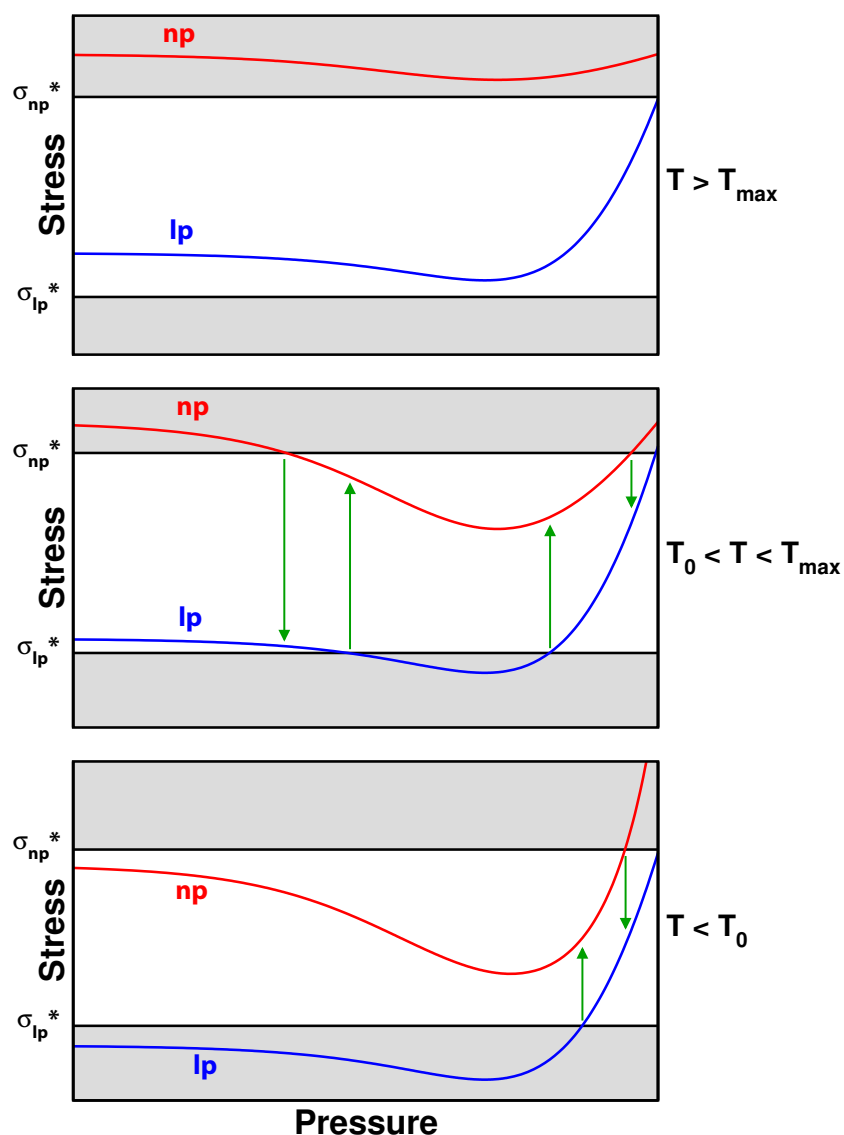 np
σnp*
Stress
lp
σlp*
T > Tmax
np
σnp*
Stress
lp
σlp*
T0 < T < Tmax
σnp*
np
Stress
σlp*
lp
T < T0
Pressure